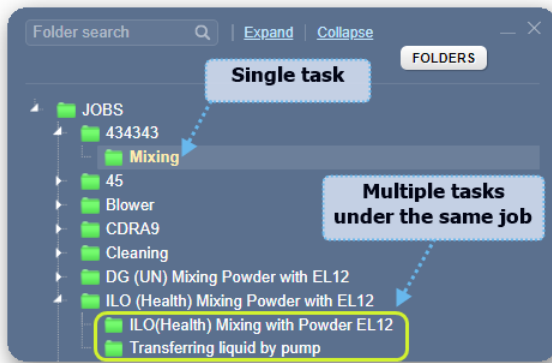 Folder search
Expand
Collapse
FOLDERS
Single task
JOBS
434343
Mixing
45
Blower
CDRA9
Cleaning
Multiple tasks
under the same job
DG (UN) Mixing Powder with EL12
ILO (Health) Mixing Powder with EL12
ILO(Health) Mixing with Powder EL12
Transferring liquid by pump